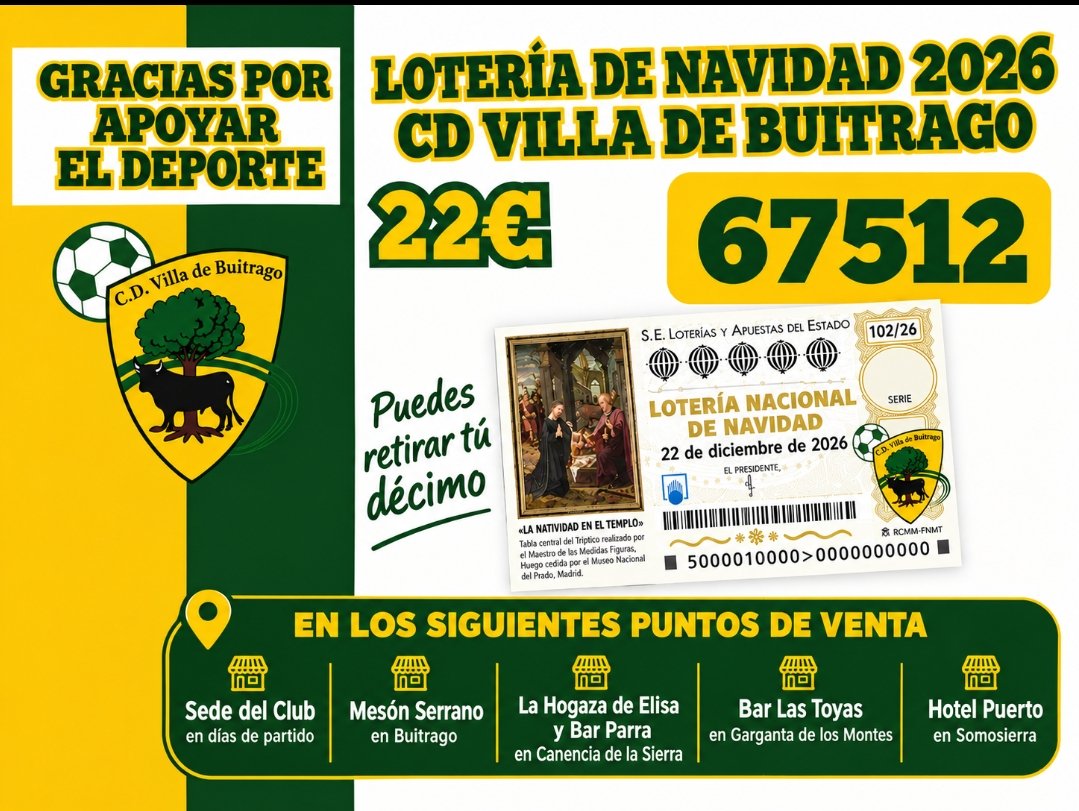 GRACIAS POR
APOYAR
EL DEPORTE
LOTERÍA DE NAVIDAD 2026
CD VILLA DE BUITRAGO
22€
67512
C.D. Villa de Buitrago
Puedes
retirar tú
décimo
S.E. LOTERÍAS Y APUESTAS DEL ESTADO
102/26
SERIE
LOTERÍA NACIONAL
DE NAVIDAD
22 de diciembre de 2026
EL PRESIDENTE,
C.D. Villa de Buitrago
«LA NATIVIDAD EN EL TEMPLO»
Tabla central del Tríptico realizado por
el Maestro de las Medidas Figuras,
Huego cedida por el Museo Nacional
del Prado, Madrid.
RCMM-FNMT
5000010000>0000000000
EN LOS SIGUIENTES PUNTOS DE VENTA
Sede del Club
en días de partido
Mesón Serrano
en Buitrago
La Hogaza de Elisa
y Bar Parra
en Canencia de la Sierra
Bar Las Toyas
en Garganta de los Montes
Hotel Puerto
en Somosierra